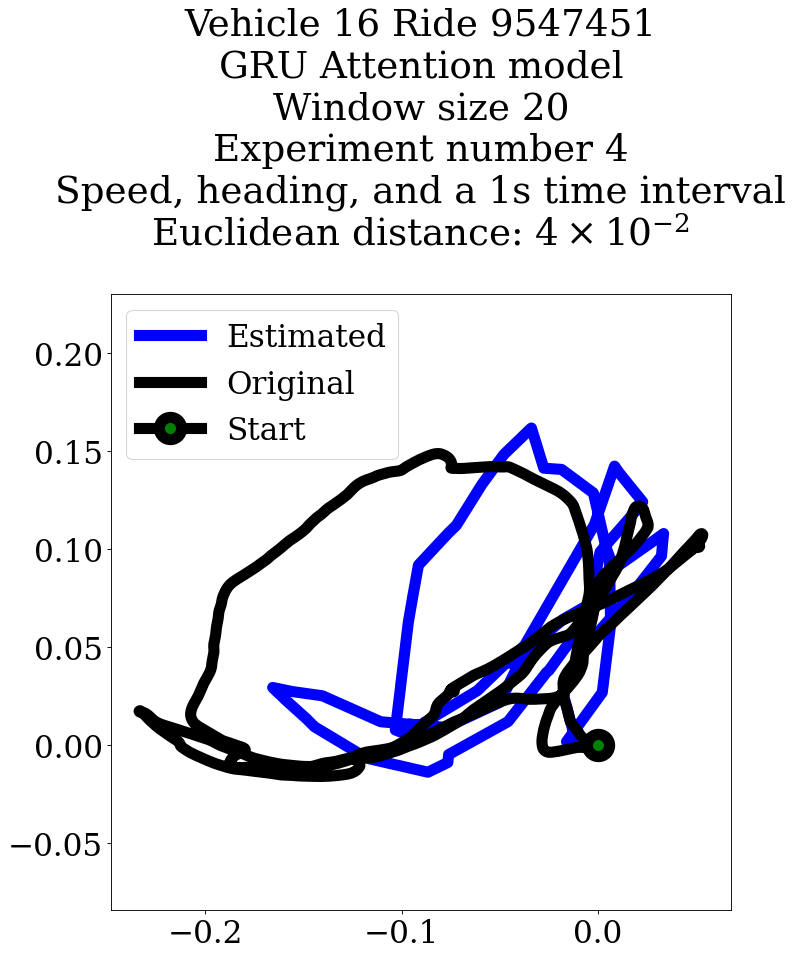 Vehicle 16 Ride 9547451
GRU Attention model
Window size 20
Experiment number 4
Speed, heading, and a 1s time interval
Euclidean distance: 4 × 10⁻²
Estimated
Original
Start
0.20
0.15
0.10
0.05
0.00
−0.05
−0.2
−0.1
0.0